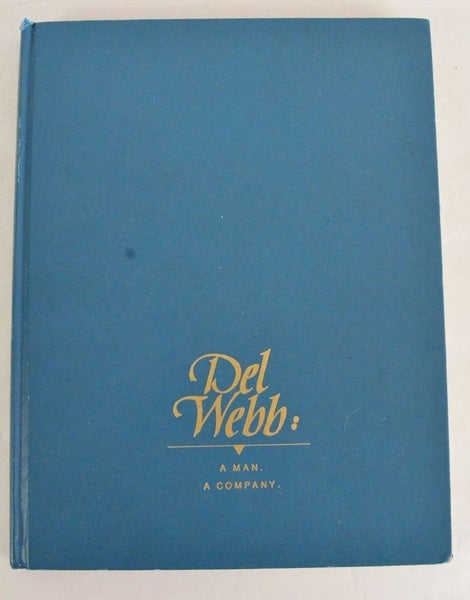 Del
Webb:
A MAN.
A COMPANY.